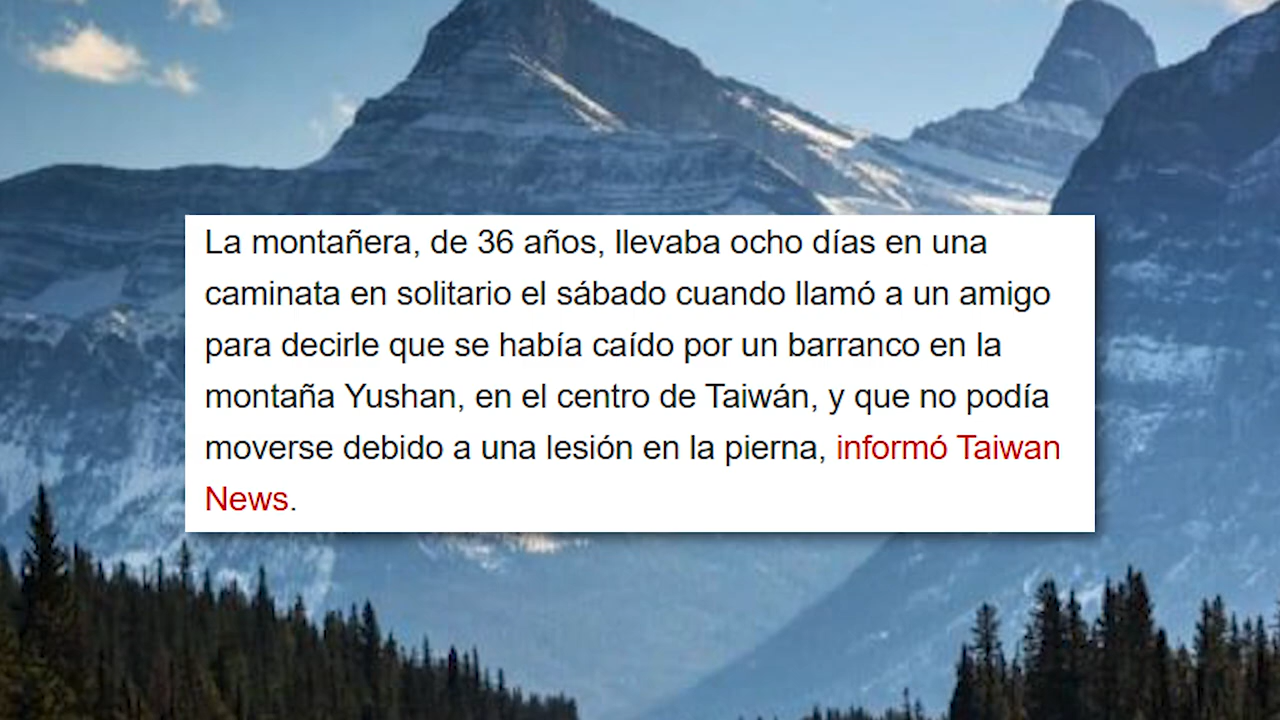 La montañera, de 36 años, llevaba ocho días en una
caminata en solitario el sábado cuando llamó a un amigo
para decirle que se había caído por un barranco en la
montaña Yushan, en el centro de Taiwán, y que no podía
moverse debido a una lesión en la pierna, informó Taiwan
News.